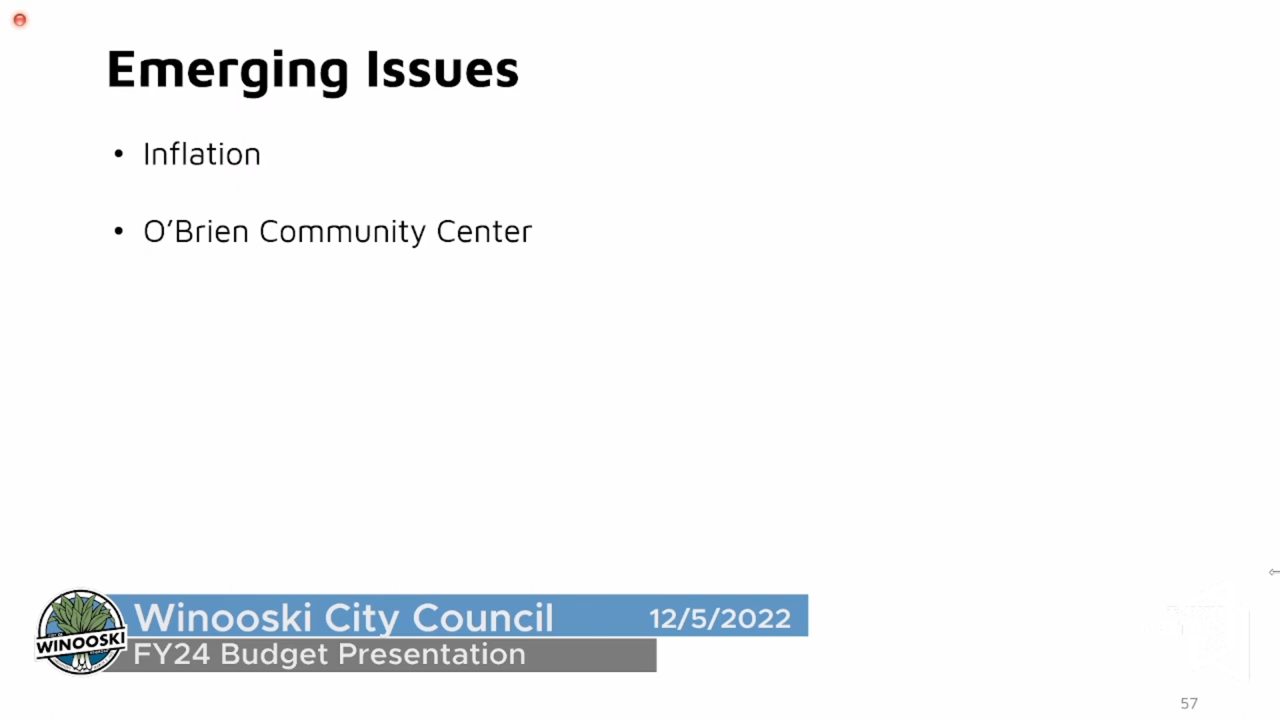 Emerging Issues
• Inflation
• O’Brien Community Center
Winooski City Council 12/5/2022
FY24 Budget Presentation
WINOOSKI
57